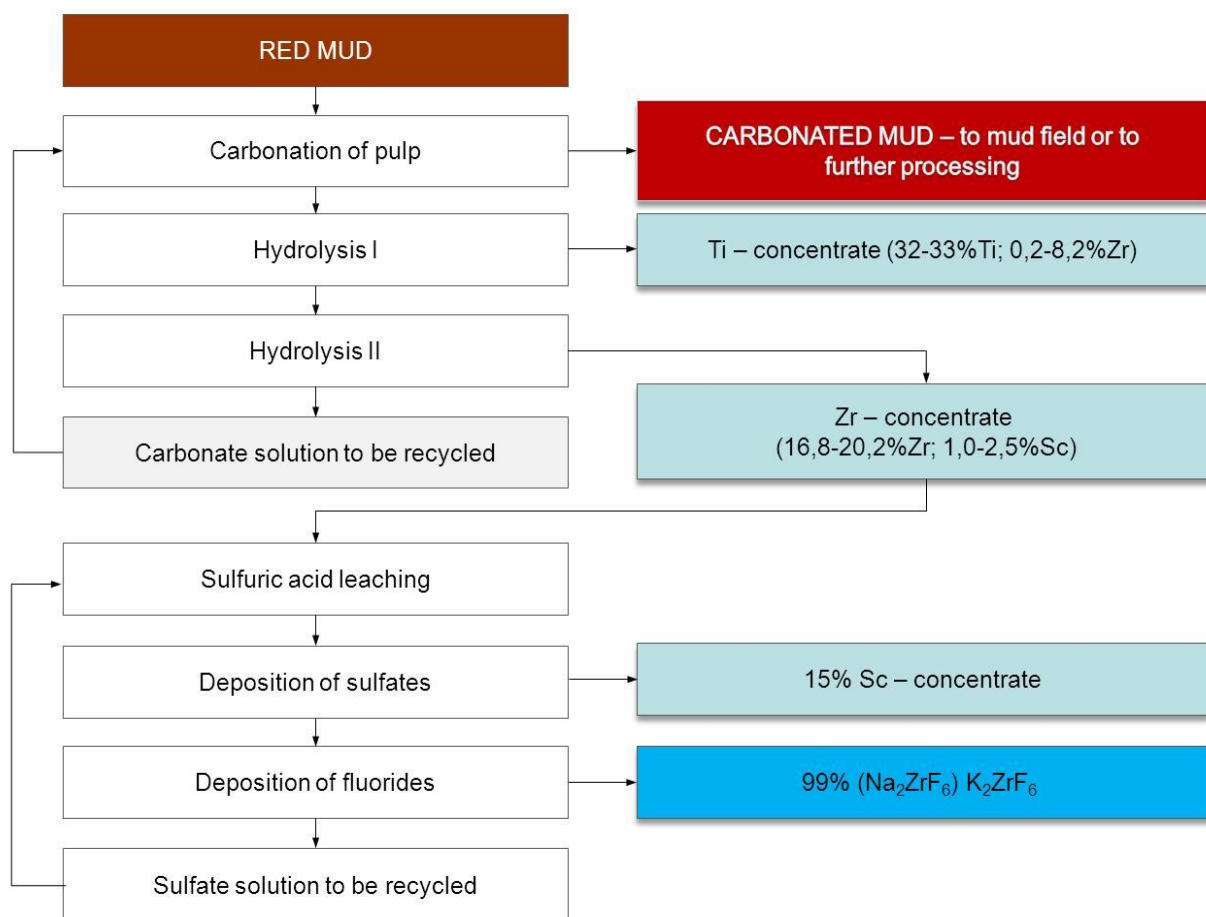 RED MUD
Carbonation of pulp
CARBONATED MUD – to mud field or to
further processing
Hydrolysis I
Ti – concentrate (32-33%Ti; 0,2-8,2%Zr)
Hydrolysis II
Zr – concentrate
(16,8-20,2%Zr; 1,0-2,5%Sc)
Carbonate solution to be recycled
Sulfuric acid leaching
Deposition of sulfates
15% Sc – concentrate
Deposition of fluorides
99% (Na₂ZrF₆) K₂ZrF₆
Sulfate solution to be recycled